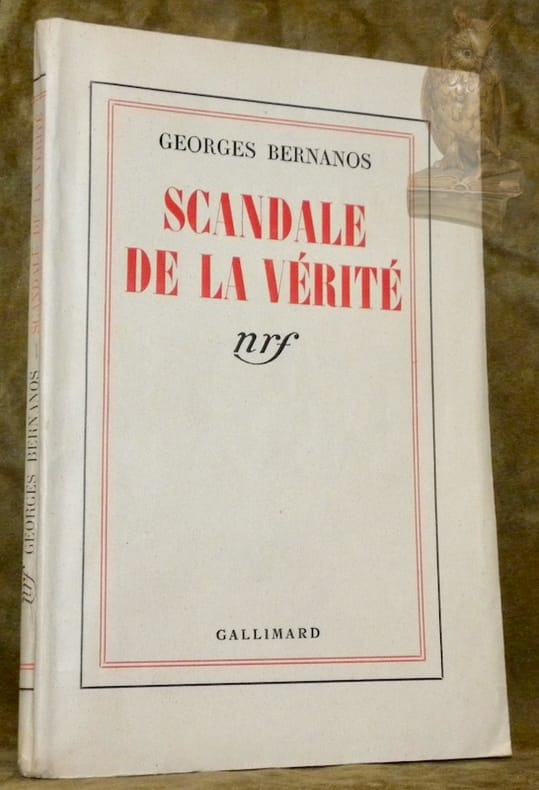 GEORGES BERNANOS
SCANDALE
DE LA VÉRITÉ
nrf
GALLIMARD
nrf GEORGES BERNANOS — SCANDALE DE LA VÉRITÉ